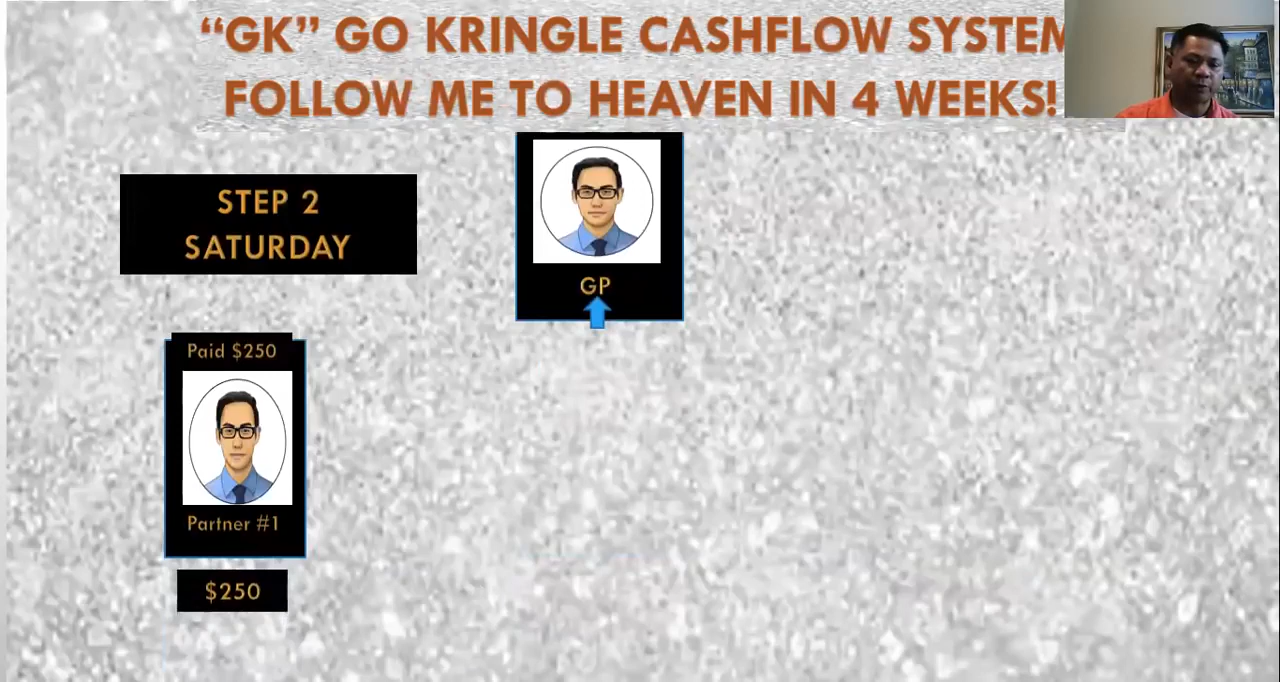 “GK” GO KRINGLE CASHFLOW SYSTEM
FOLLOW ME TO HEAVEN IN 4 WEEKS!
STEP 2
SATURDAY
GP
Paid $250
Partner #1
$250